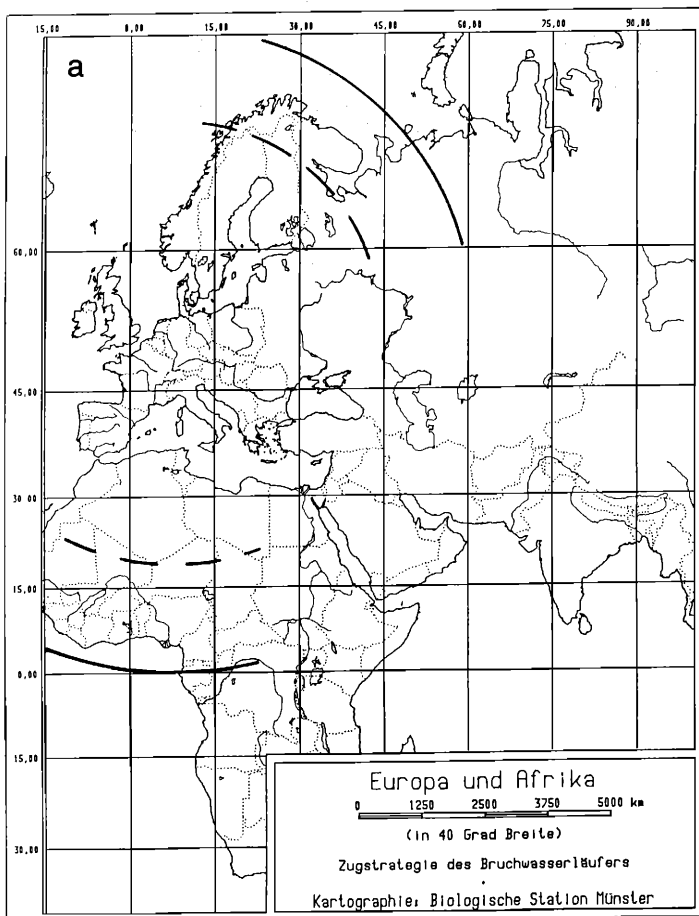 15,00 0,00 15,00 30,00 45,00 60,00 75,00 90,00
a
60,00
45,00
30,00
15,00
0,00
15,00
30,00
Europa und Afrika
0 1250 2500 3750 5000 km
(in 40 Grad Breite)
Zugstrategie des Bruchwasserläufers
Kartographie: Biologische Station Münster